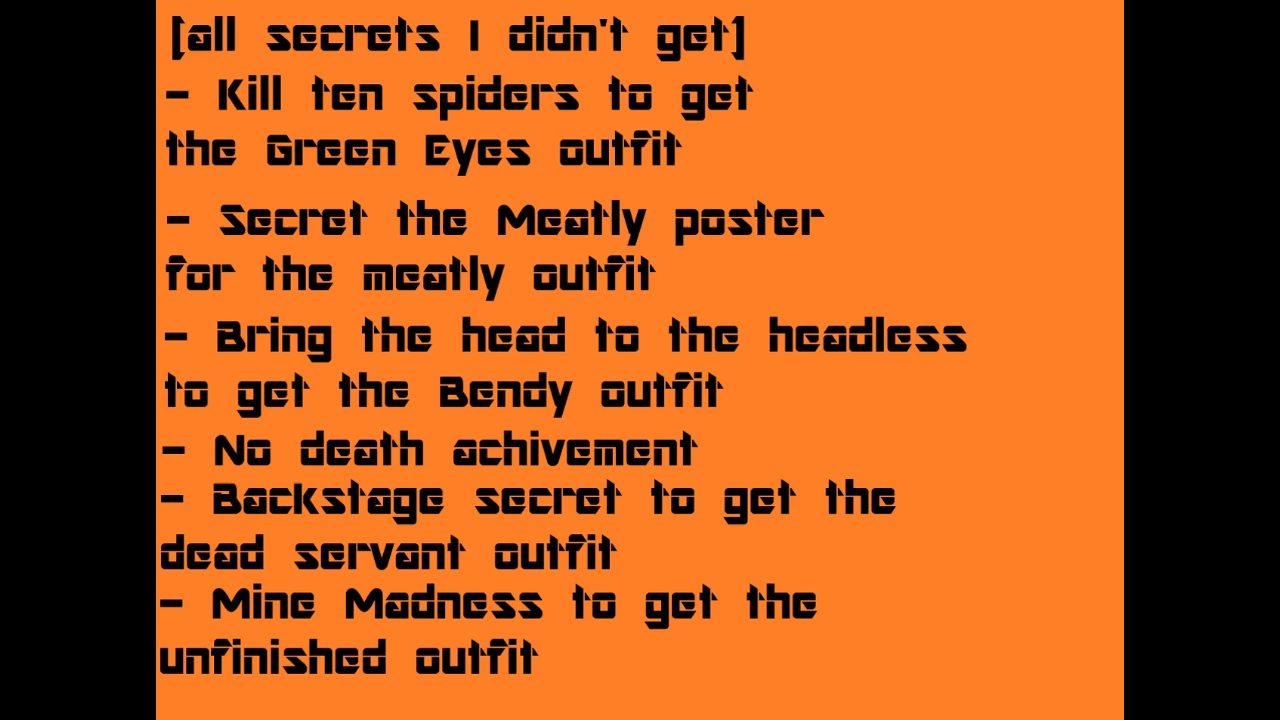 [all secrets I didn't get]
- Kill ten spiders to get
the Green Eyes outfit
- Secret the Meatly poster
for the meatly outfit
- Bring the head to the headless
to get the Bendy outfit
- No death achivement
- Backstage secret to get the
dead servant outfit
- Mine Madness to get the
unfinished outfit